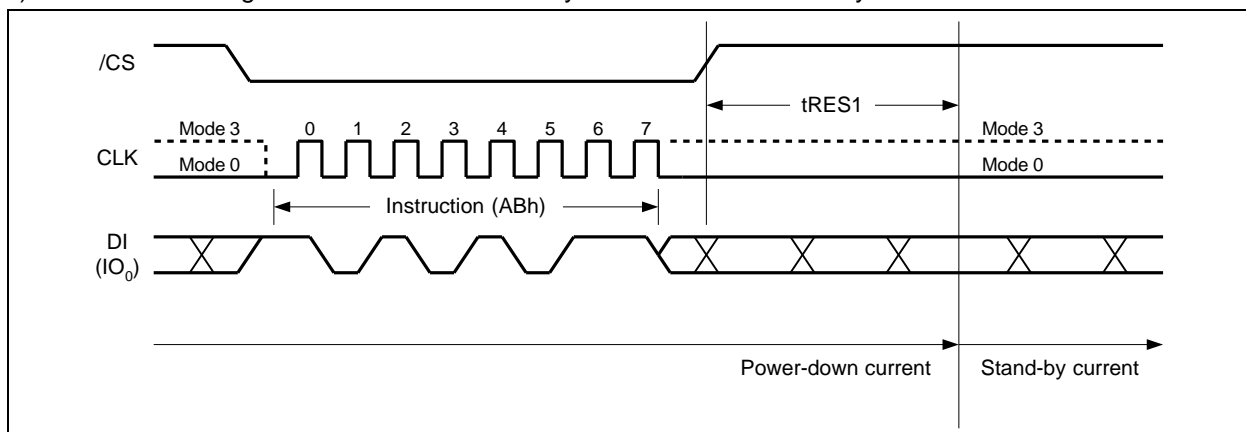 /CS
tRES1
Mode 3 0 1 2 3 4 5 6 7 Mode 3
CLK
Mode 0 Mode 0
Instruction (ABh)
DI
(IO0)
Power-down current Stand-by current